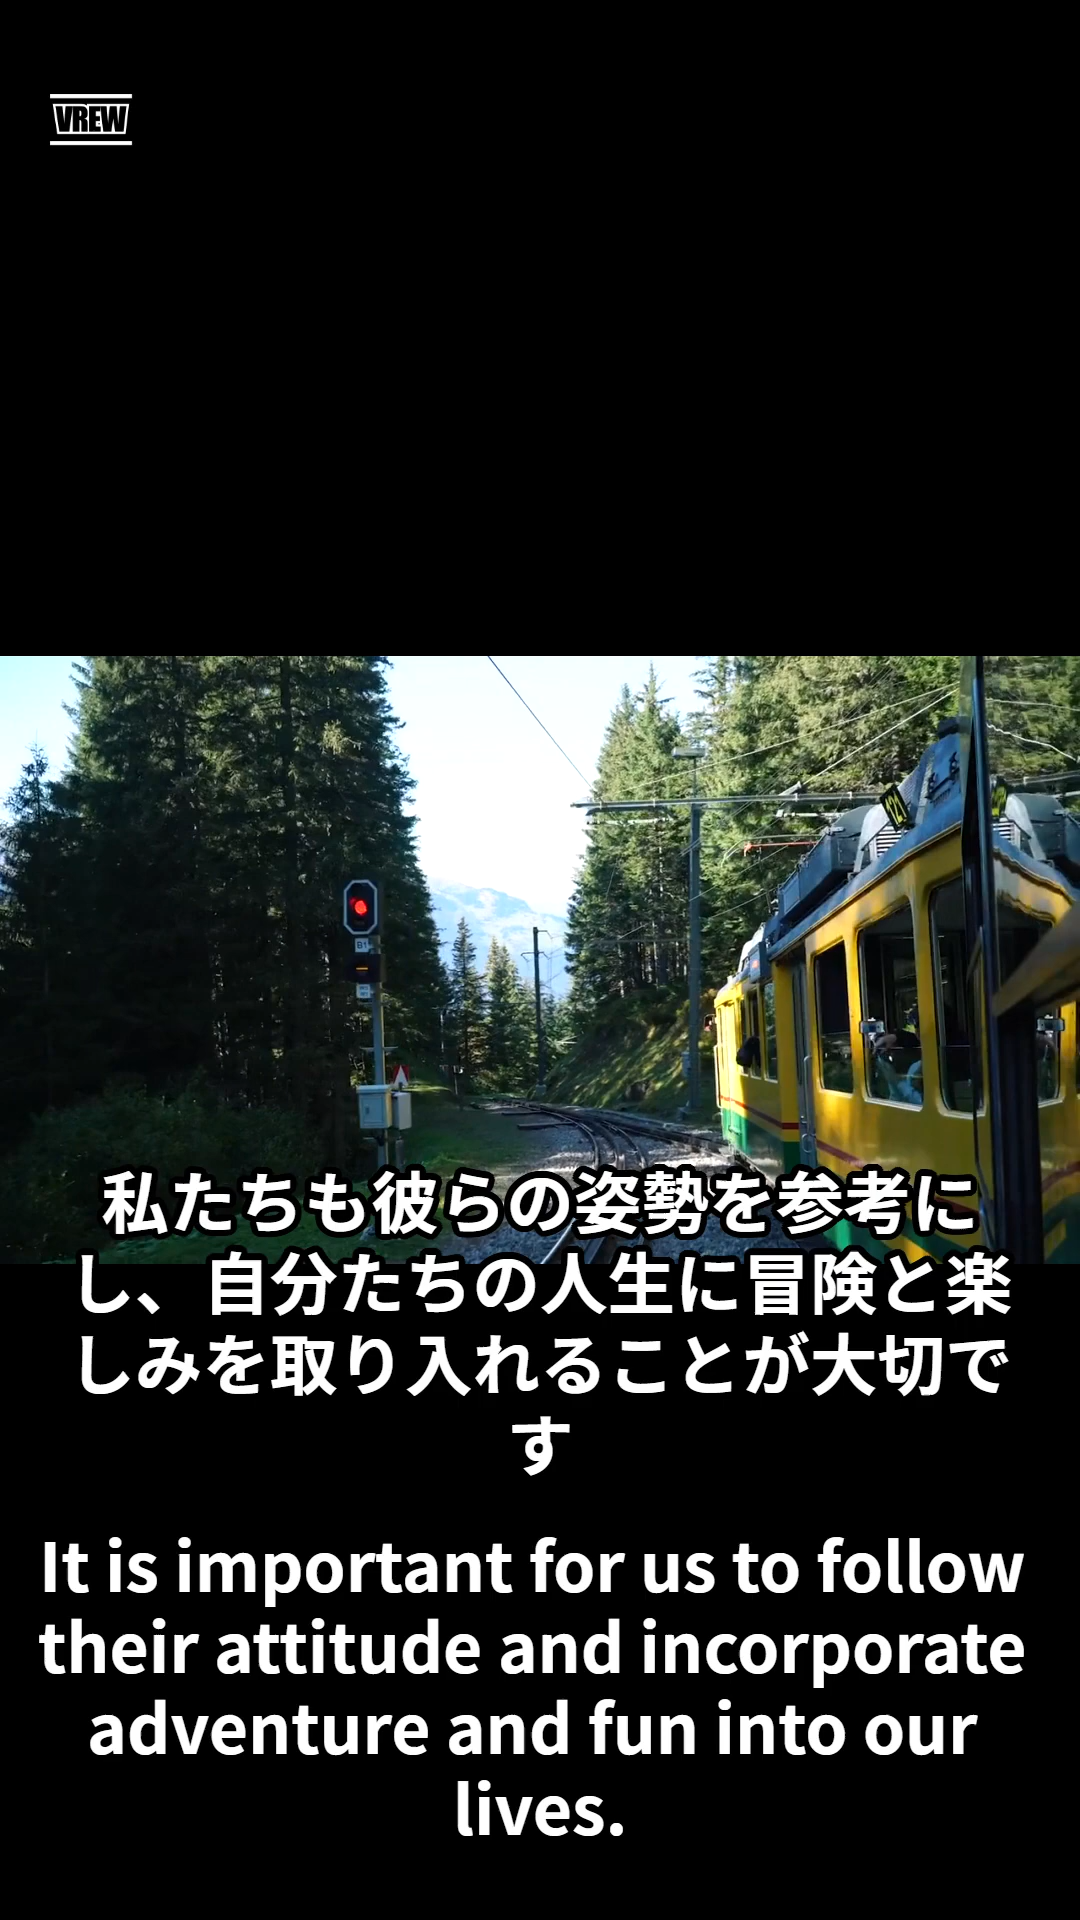 VREW
121
B1
私たちも彼らの姿勢を参考に
し、自分たちの人生に冒険と楽
しみを取り入れることが大切で
す
It is important for us to follow
their attitude and incorporate
adventure and fun into our
lives.